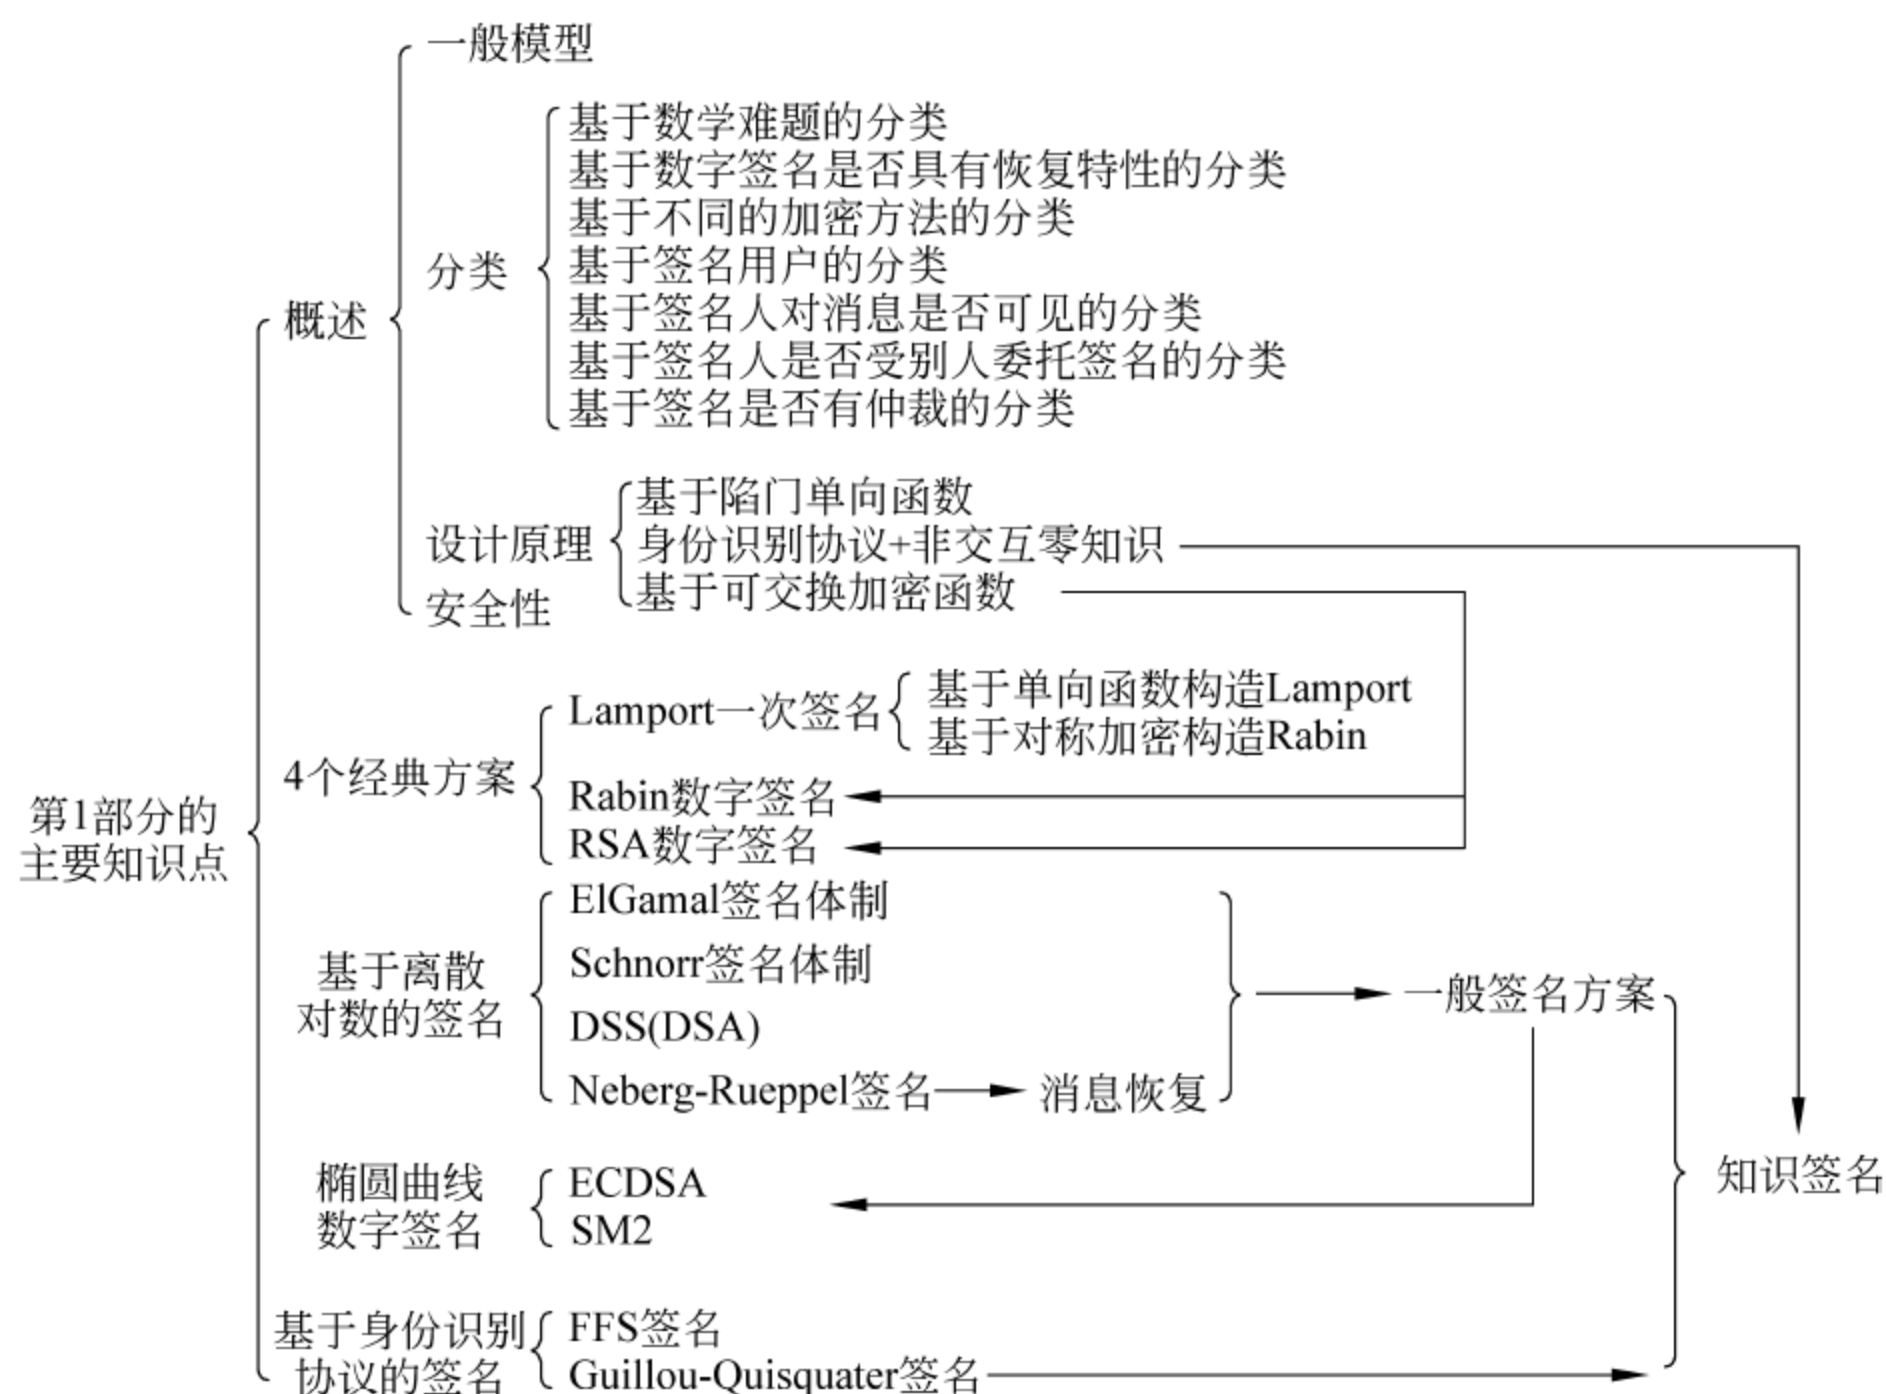 一般模型
基于数学难题的分类
基于数字签名是否具有恢复特性的分类
基于不同的加密方法的分类
分类
基于签名用户的分类
基于签名人对消息是否可见的分类
概述
基于签名人是否受别人委托签名的分类
基于签名是否有仲裁的分类
基于陷门单向函数
设计原理
身份识别协议+非交互零知识
基于可交换加密函数
安全性
Lamport一次签名
基于单向函数构造Lamport
基于对称加密构造Rabin
4个经典方案
Rabin数字签名
RSA数字签名
第1部分的
主要知识点
ElGamal签名体制
Schnorr签名体制
基于离散
对数的签名
一般签名方案
DSS(DSA)
Neberg-Rueppel签名
消息恢复
知识签名
椭圆曲线
数字签名
ECDSA
SM2
基于身份识别
协议的签名
FFS签名
Guillou-Quisquater签名